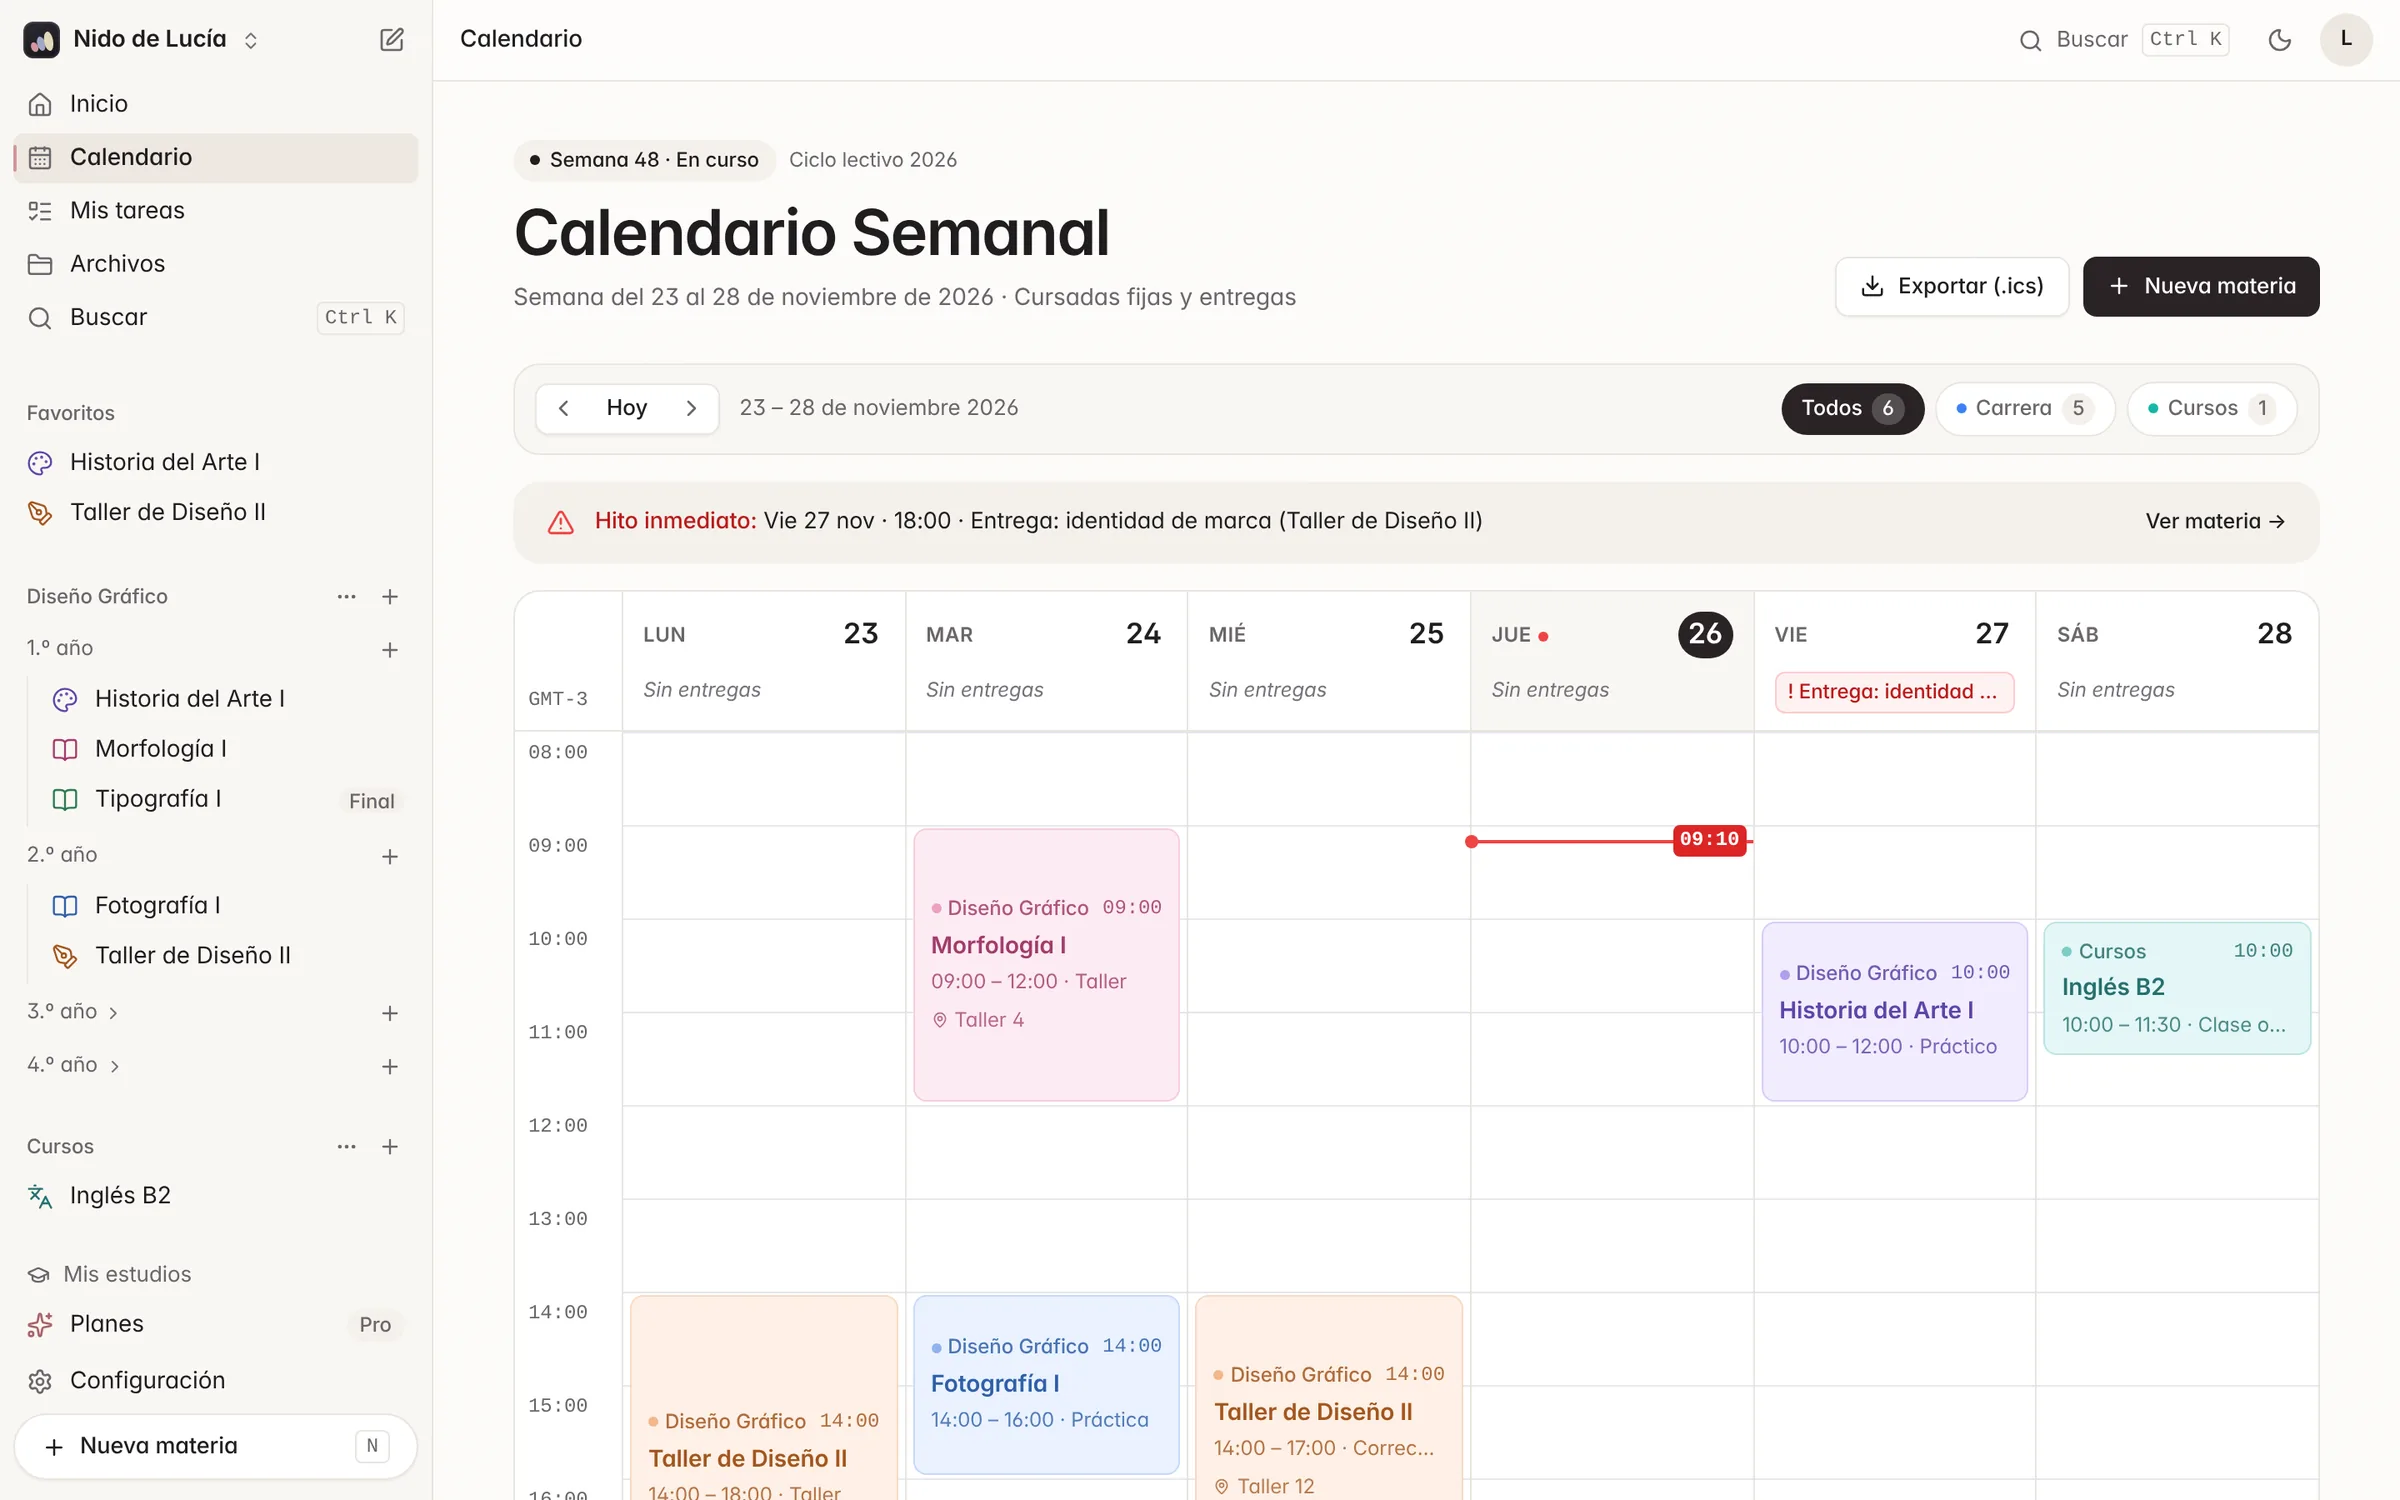 Nido de Lucía
Inicio
Calendario
Mis tareas
Archivos
Buscar Ctrl K
Favoritos
Historia del Arte I
Taller de Diseño II
Diseño Gráfico
1.º año
Historia del Arte I
Morfología I
Tipografía I Final
2.º año
Fotografía I
Taller de Diseño II
3.º año
4.º año
Cursos
Inglés B2
Mis estudios
Planes Pro
Configuración
Nueva materia N
Calendario
Buscar Ctrl K
L
Semana 48 · En curso Ciclo lectivo 2026
Calendario Semanal
Semana del 23 al 28 de noviembre de 2026 · Cursadas fijas y entregas
Exportar (.ics)
Nueva materia
Hoy
23 – 28 de noviembre 2026
Todos 6
Carrera 5
Cursos 1
Hito inmediato: Vie 27 nov · 18:00 · Entrega: identidad de marca (Taller de Diseño II)
Ver materia →
GMT-3
LUN 23
Sin entregas
MAR 24
Sin entregas
MIÉ 25
Sin entregas
JUE 26
Sin entregas
VIE 27
! Entrega: identidad ...
SÁB 28
Sin entregas
08:00
09:00
10:00
11:00
12:00
13:00
14:00
15:00
16:00
09:10
Diseño Gráfico 09:00
Morfología I
09:00 – 12:00 · Taller
Taller 4
Diseño Gráfico 10:00
Historia del Arte I
10:00 – 12:00 · Práctico
Cursos 10:00
Inglés B2
10:00 – 11:30 · Clase o...
Diseño Gráfico 14:00
Taller de Diseño II
14:00 – 18:00 · Taller
Diseño Gráfico 14:00
Fotografía I
14:00 – 16:00 · Práctica
Diseño Gráfico 14:00
Taller de Diseño II
14:00 – 17:00 · Correc...
Taller 12